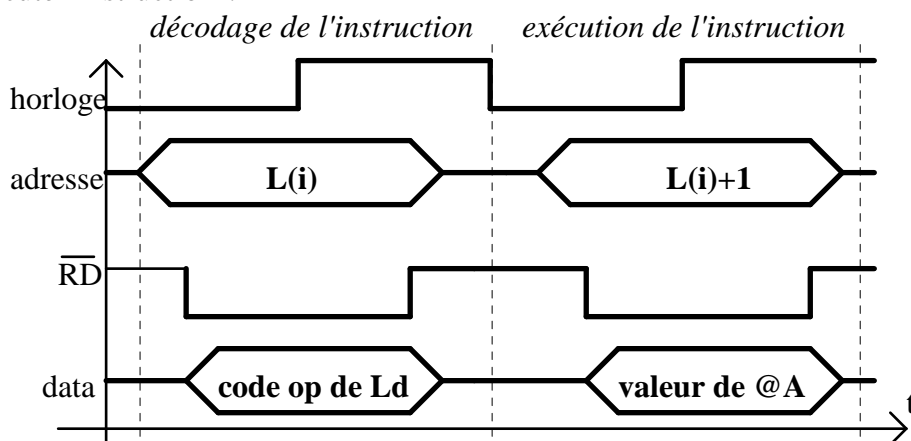 décodage de l'instruction exécution de l'instruction
horloge
adresse L(i) L(i)+1
RD
data code op de Ld valeur de @A
t